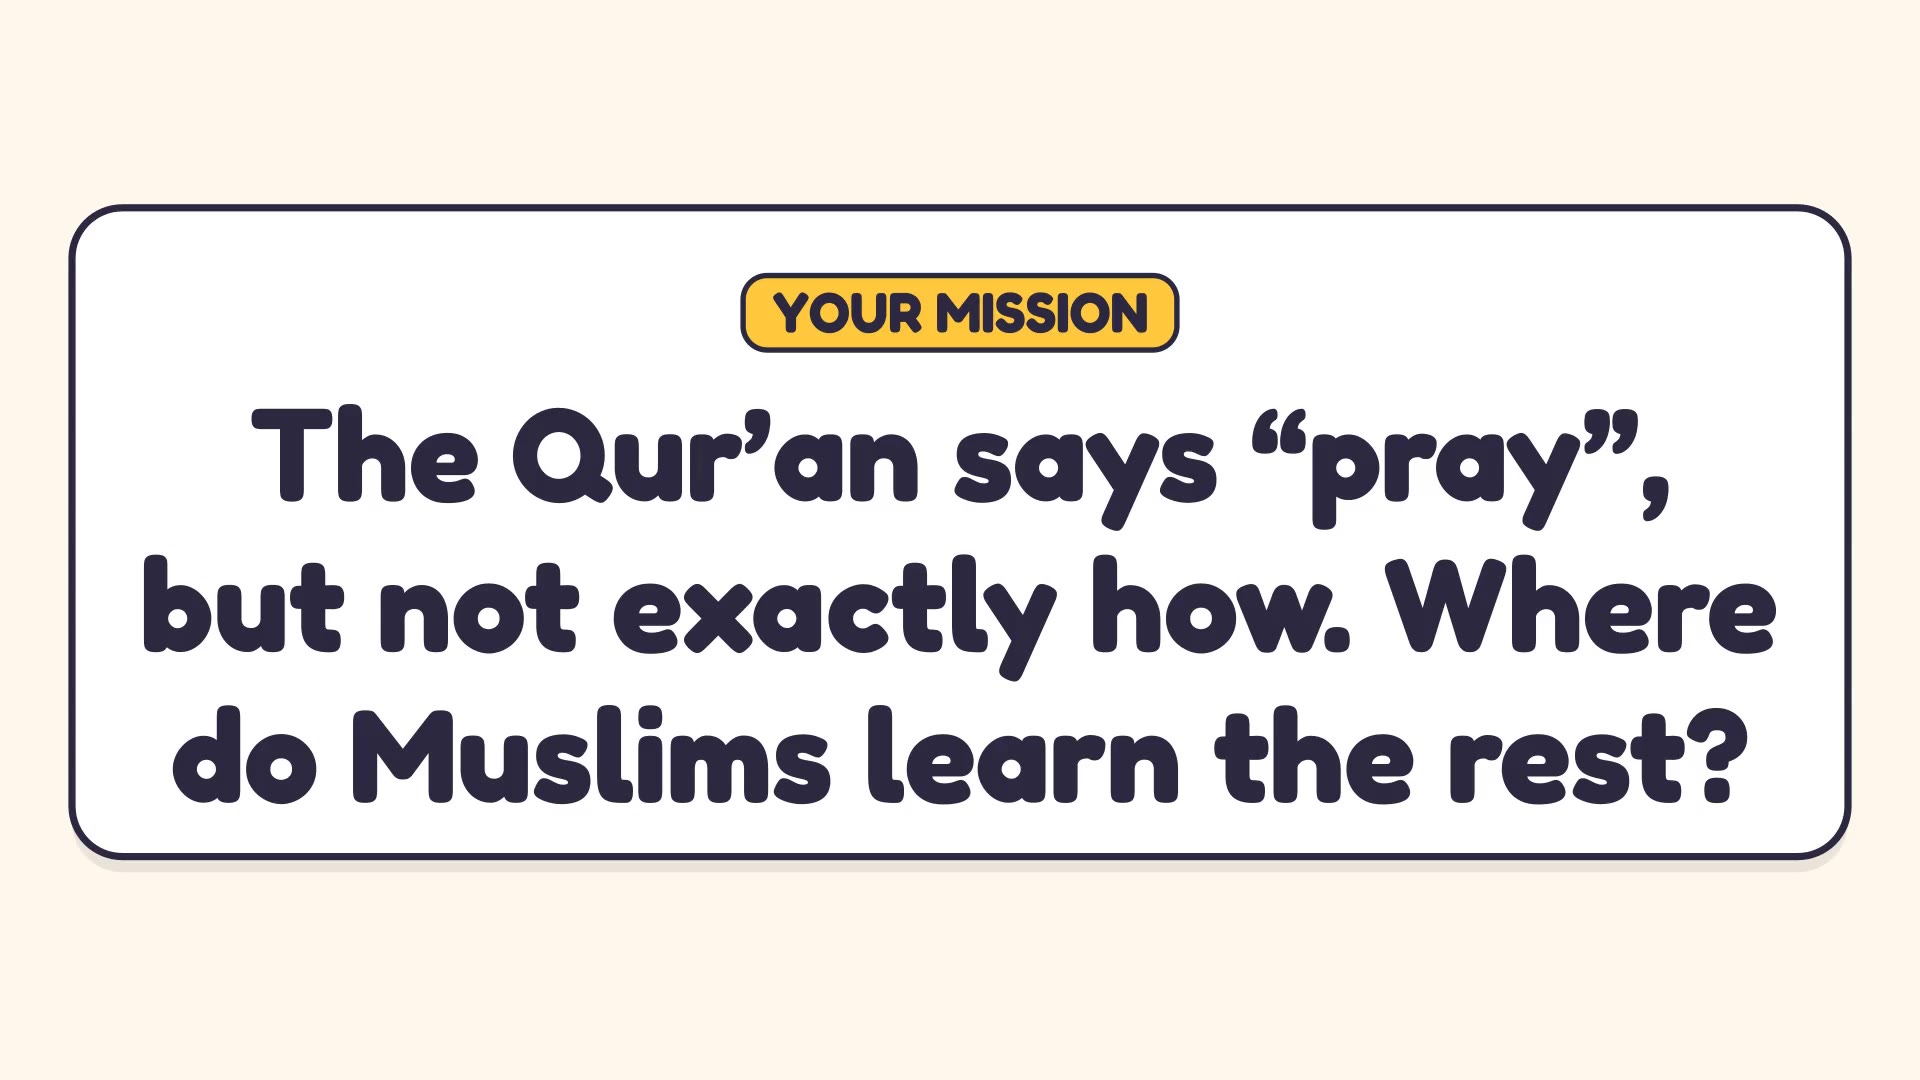 YOUR MISSION
The Qur’an says “pray”,
but not exactly how. Where
do Muslims learn the rest?